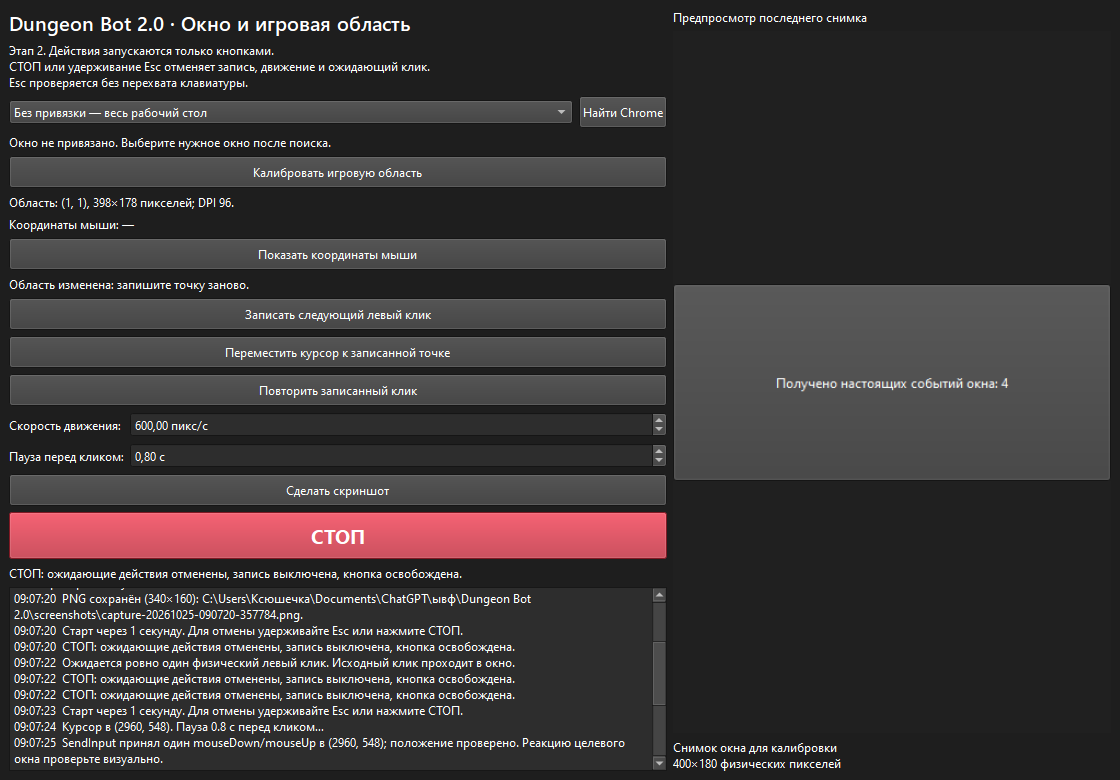 Dungeon Bot 2.0 · Окно и игровая область
Этап 2. Действия запускаются только кнопками.
СТОП или удерживание Esc отменяет запись, движение и ожидающий клик.
Esc проверяется без перехвата клавиатуры.
Без привязки — весь рабочий стол
Найти Chrome
Окно не привязано. Выберите нужное окно после поиска.
Калибровать игровую область
Область: (1, 1), 398×178 пикселей; DPI 96.
Координаты мыши: —
Показать координаты мыши
Область изменена: запишите точку заново.
Записать следующий левый клик
Переместить курсор к записанной точке
Повторить записанный клик
Скорость движения:
600,00 пикс/с
Пауза перед кликом:
0,80 с
Сделать скриншот
СТОП
СТОП: ожидающие действия отменены, запись выключена, кнопка освобождена.
09:07:20 PNG сохранён (340×160): C:\Users\Ксюшечка\Documents\ChatGPT\ывф\Dungeon Bot
2.0\screenshots\capture-20261025-090720-357784.png.
09:07:20 Старт через 1 секунду. Для отмены удерживайте Esc или нажмите СТОП.
09:07:20 СТОП: ожидающие действия отменены, запись выключена, кнопка освобождена.
09:07:22 Ожидается ровно один физический левый клик. Исходный клик проходит в окно.
09:07:22 СТОП: ожидающие действия отменены, запись выключена, кнопка освобождена.
09:07:22 СТОП: ожидающие действия отменены, запись выключена, кнопка освобождена.
09:07:23 Старт через 1 секунду. Для отмены удерживайте Esc или нажмите СТОП.
09:07:24 Курсор в (2960, 548). Пауза 0.8 с перед кликом...
09:07:25 SendInput принял один mouseDown/mouseUp в (2960, 548); положение проверено. Реакцию целевого
окна проверьте визуально.
Предпросмотр последнего снимка
Получено настоящих событий окна: 4
Снимок окна для калибровки
400×180 физических пикселей